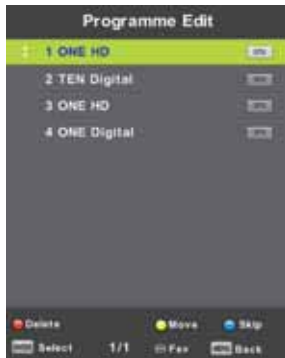 Programme Edit
1 ONE HD
2 TEN Digital
3 ONE HD
4 ONE Digital
Delete Move Skip
Select 1/1 Fav Back